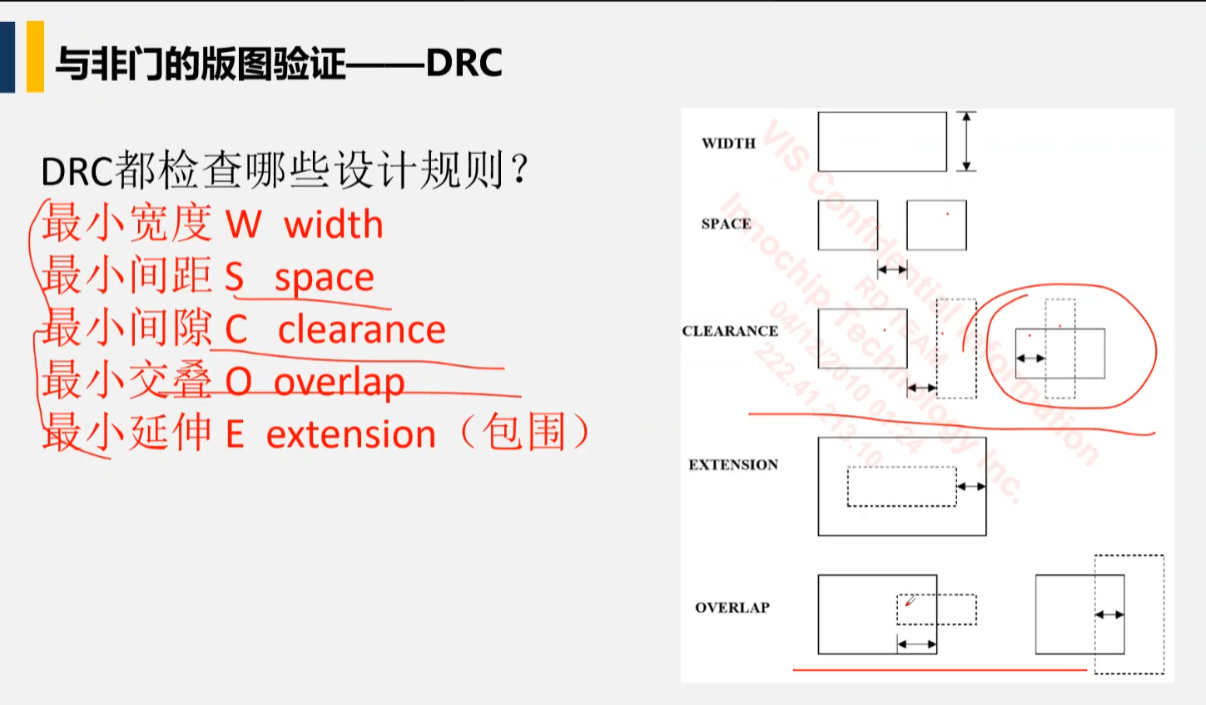 与非门的版图验证——DRC
DRC都检查哪些设计规则？
最小宽度 W width
最小间距 S space
最小间隙 C clearance
最小交叠 O overlap
最小延伸 E extension（包围）
WIDTH
SPACE
CLEARANCE
EXTENSION
OVERLAP
VIS Confidential Information
Innochip Technology Inc.
RD TEAM
04/12/2010 01:24
222.41.213.10